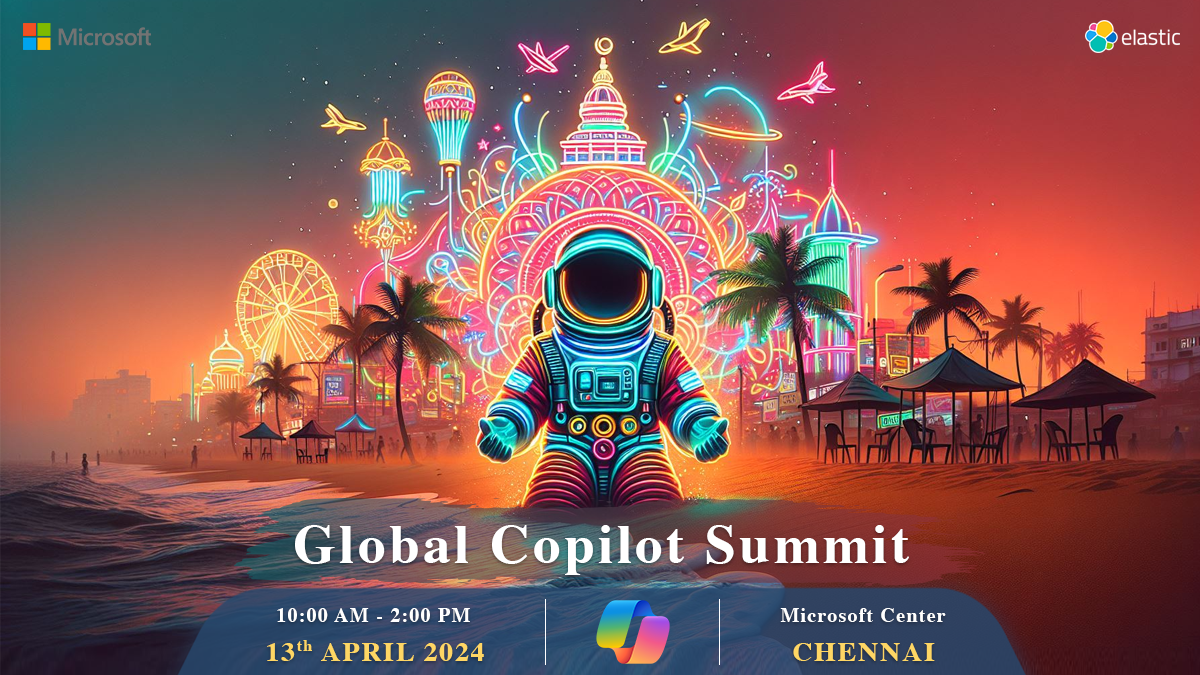 Microsoft
elastic
Global Copilot Summit
10:00 AM - 2:00 PM
13th APRIL 2024
Microsoft Center
CHENNAI